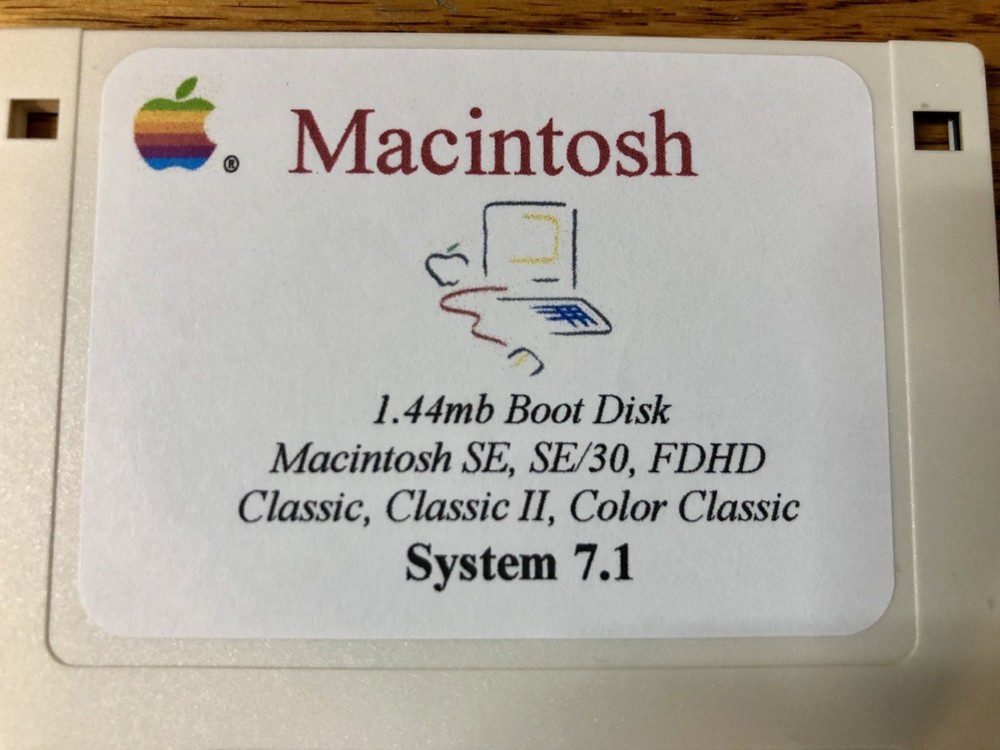 ® Macintosh
1.44mb Boot Disk
Macintosh SE, SE/30, FDHD
Classic, Classic II, Color Classic
System 7.1